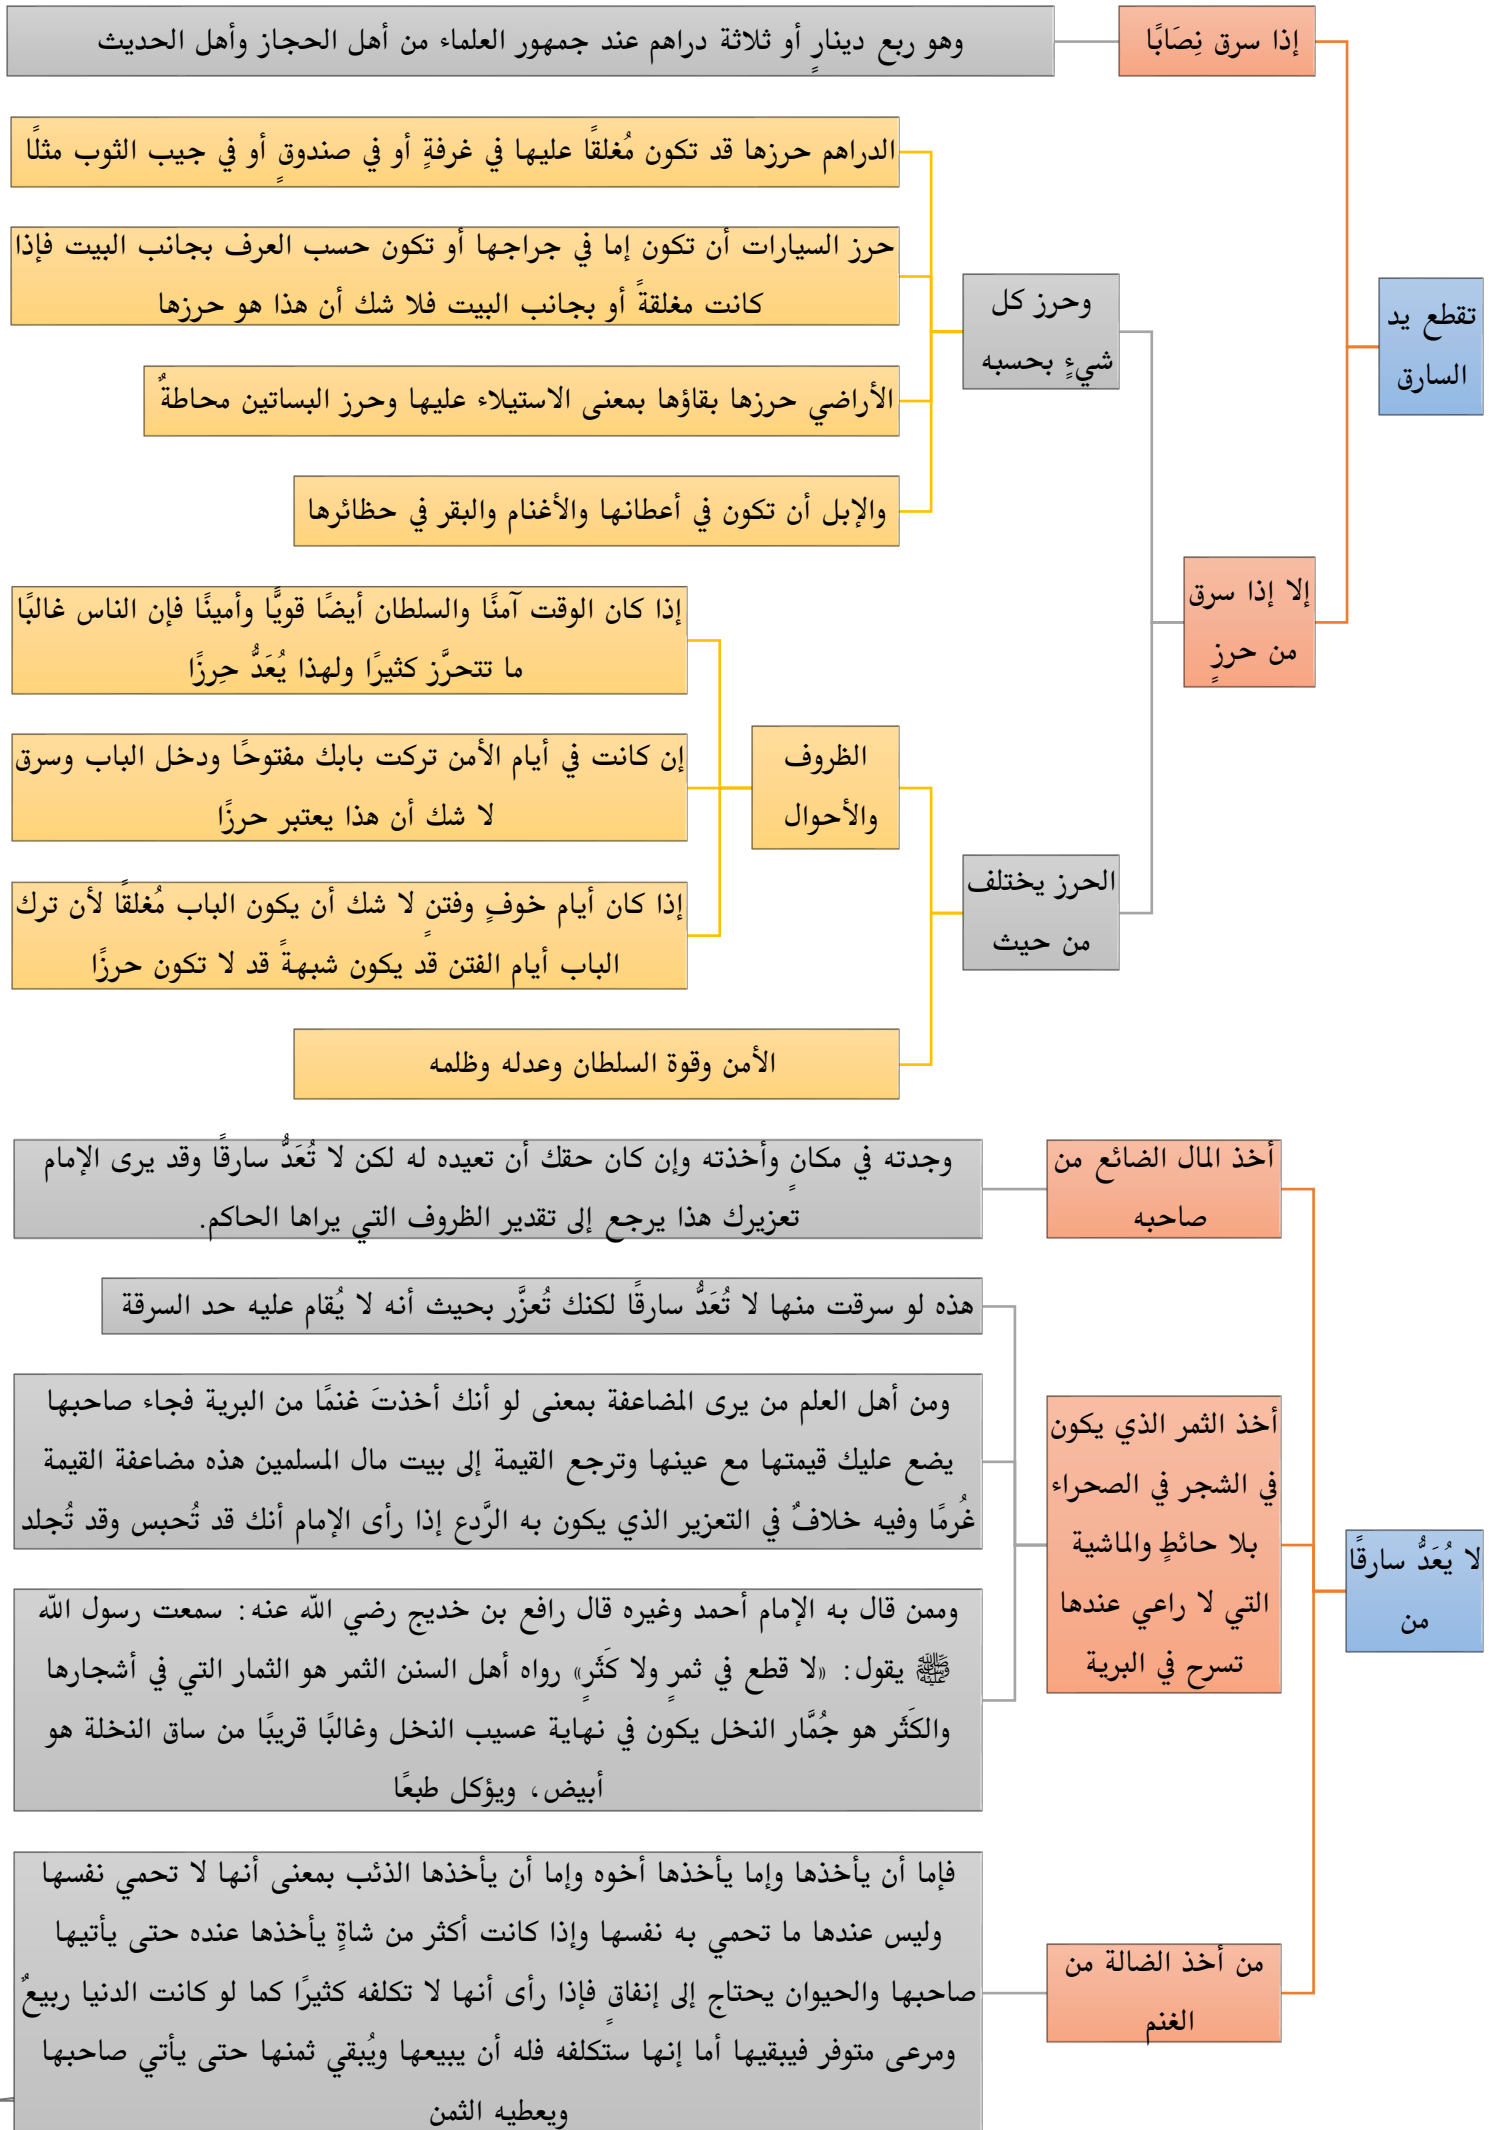 تقطع يد
السارق
إذا سرق نِصَابًا
وهو ربع دينارٍ أو ثلاثة دراهم عند جمهور العلماء من أهل الحجاز وأهل الحديث
إلا إذا سرق
من حرزٍ
وحرز كل
شيءٍ بحسبه
الدراهم حرزها قد تكون مُغلقًا عليها في غرفةٍ أو في صندوقٍ أو في جيب الثوب مثلًا
حرز السيارات أن تكون إما في جراجها أو تكون حسب العرف بجانب البيت فإذا
كانت مغلقةً أو بجانب البيت فلا شك أن هذا هو حرزها
الأراضي حرزها بقاؤها بمعنى الاستيلاء عليها وحرز البساتين محاطةٌ
والإبل أن تكون في أعطانها والأغنام والبقر في حظائرها
الحرز يختلف
من حيث
الظروف
والأحوال
إذا كان الوقت آمنًا والسلطان أيضًا قويًّا وأمينًا فإن الناس غالبًا
ما تتحرَّز كثيرًا ولهذا يُعَدُّ حِرزًا
إن كانت في أيام الأمن تركت بابك مفتوحًا ودخل الباب وسرق
لا شك أن هذا يعتبر حرزًا
إذا كان أيام خوفٍ وفتنٍ لا شك أن يكون الباب مُغلقًا لأن ترك
الباب أيام الفتن قد يكون شبهةً قد لا تكون حرزًا
الأمن وقوة السلطان وعدله وظلمه
لا يُعَدُّ سارقًا
من
أخذ المال الضائع من
صاحبه
وجدته في مكانٍ وأخذته وإن كان حقك أن تعيده له لكن لا تُعَدُّ سارقًا وقد يرى الإمام
تعزيرك هذا يرجع إلى تقدير الظروف التي يراها الحاكم.
أخذ الثمر الذي يكون
في الشجر في الصحراء
بلا حائطٍ والماشية
التي لا راعي عندها
تسرح في البرية
هذه لو سرقت منها لا تُعَدُّ سارقًا لكنك تُعزَّر بحيث أنه لا يُقام عليه حد السرقة
ومن أهل العلم من يرى المضاعفة بمعنى لو أنك أخذتَ غنمًا من البرية فجاء صاحبها
يضع عليك قيمتها مع عينها وترجع القيمة إلى بيت مال المسلمين هذه مضاعفة القيمة
غُرمًا وفيه خلافٌ في التعزير الذي يكون به الرَّدع إذا رأى الإمام أنك قد تُحبس وقد تُجلد
وممن قال به الإمام أحمد وغيره قال رافع بن خديج رضي الله عنه: سمعت رسول الله
ﷺ يقول: «لا قطع في ثمرٍ ولا كَثَرٍ» رواه أهل السنن الثمر هو الثمار التي في أشجارها
والكَثَر هو جُمَّار النخل يكون في نهاية عسيب النخل وغالبًا قريبًا من ساق النخلة هو
أبيض، ويؤكل طبعًا
من أخذ الضالة من
الغنم
فإما أن يأخذها وإما يأخذها أخوه وإما أن يأخذها الذئب بمعنى أنها لا تحمي نفسها
وليس عندها ما تحمي به نفسها وإذا كانت أكثر من شاةٍ يأخذها عنده حتى يأتيها
صاحبها والحيوان يحتاج إلى إنفاقٍ فإذا رأى أنها لا تكلفه كثيرًا كما لو كانت الدنيا ربيعٌ
ومرعى متوفر فيبقيها أما إنها ستكلفه فله أن يبيعها ويُبقي ثمنها حتى يأتي صاحبها
ويعطيه الثمن